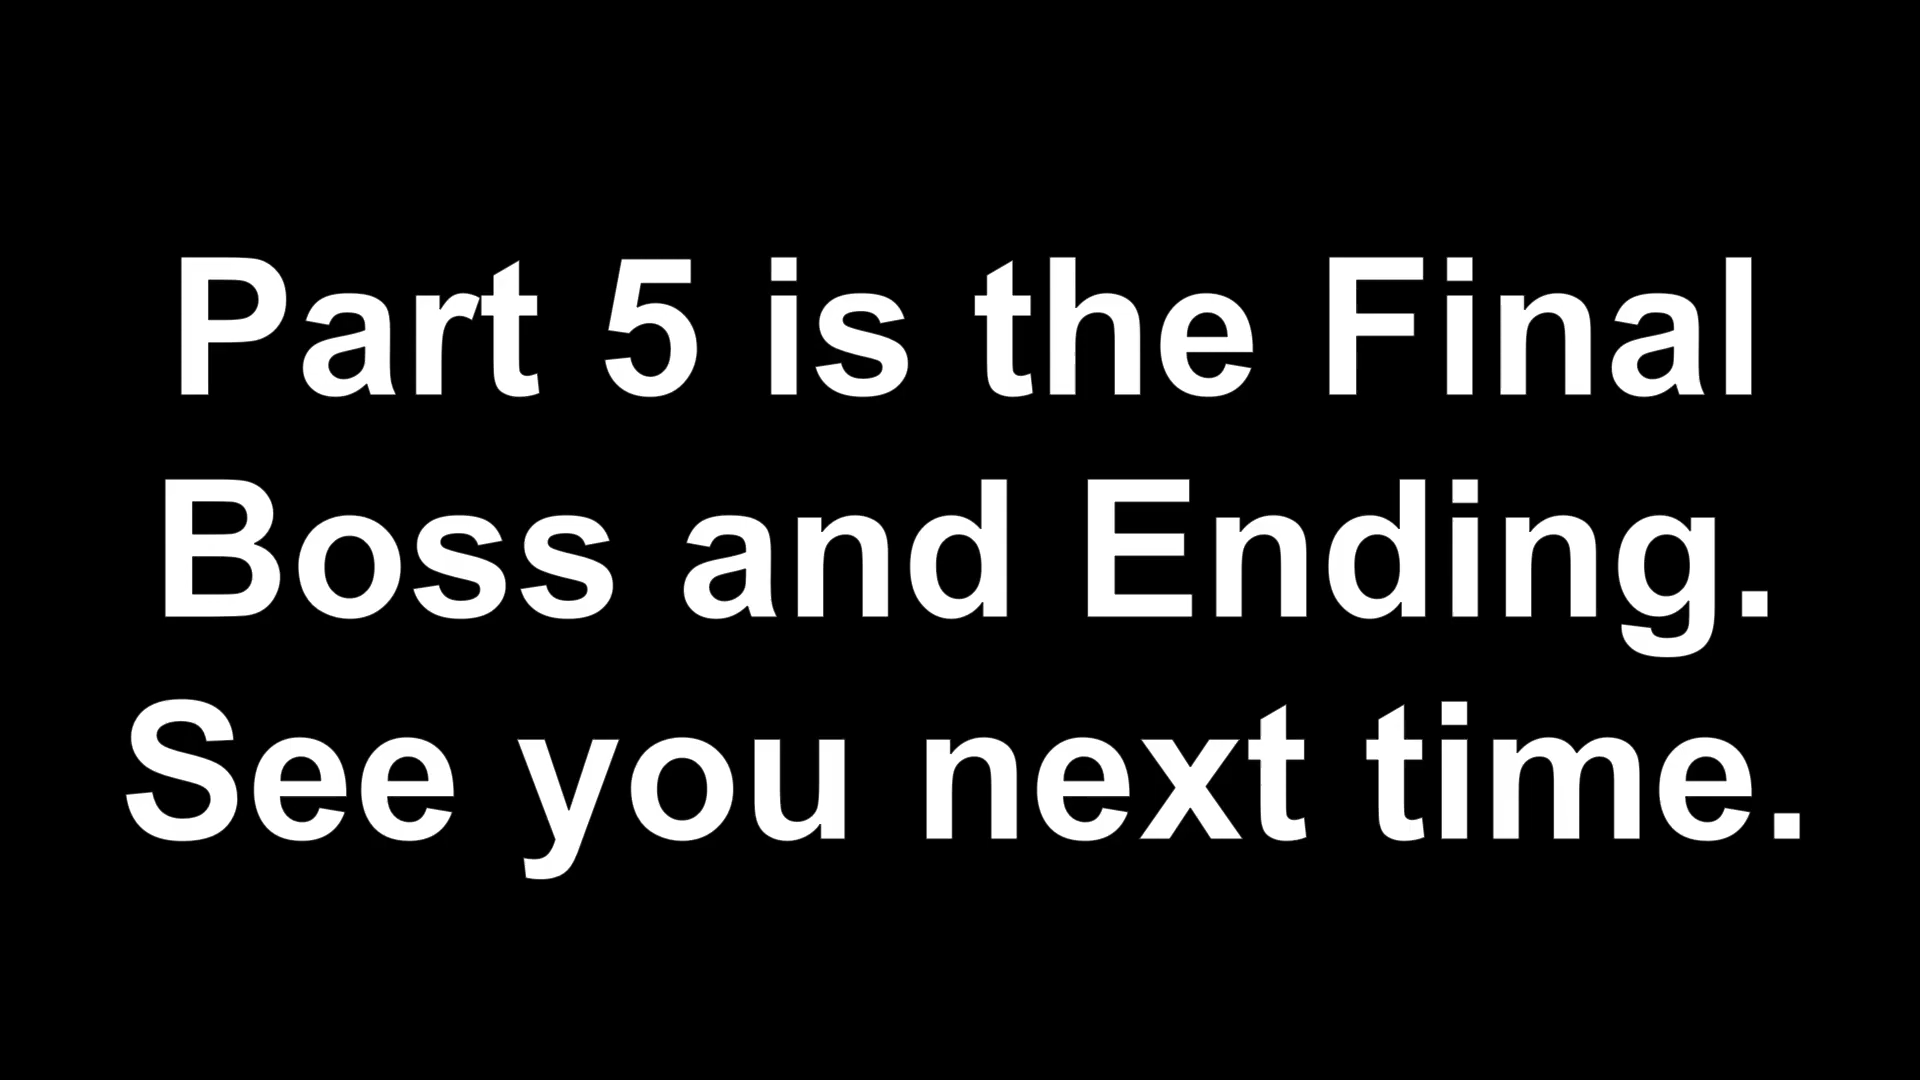 Part 5 is the Final
Boss and Ending.
See you next time.